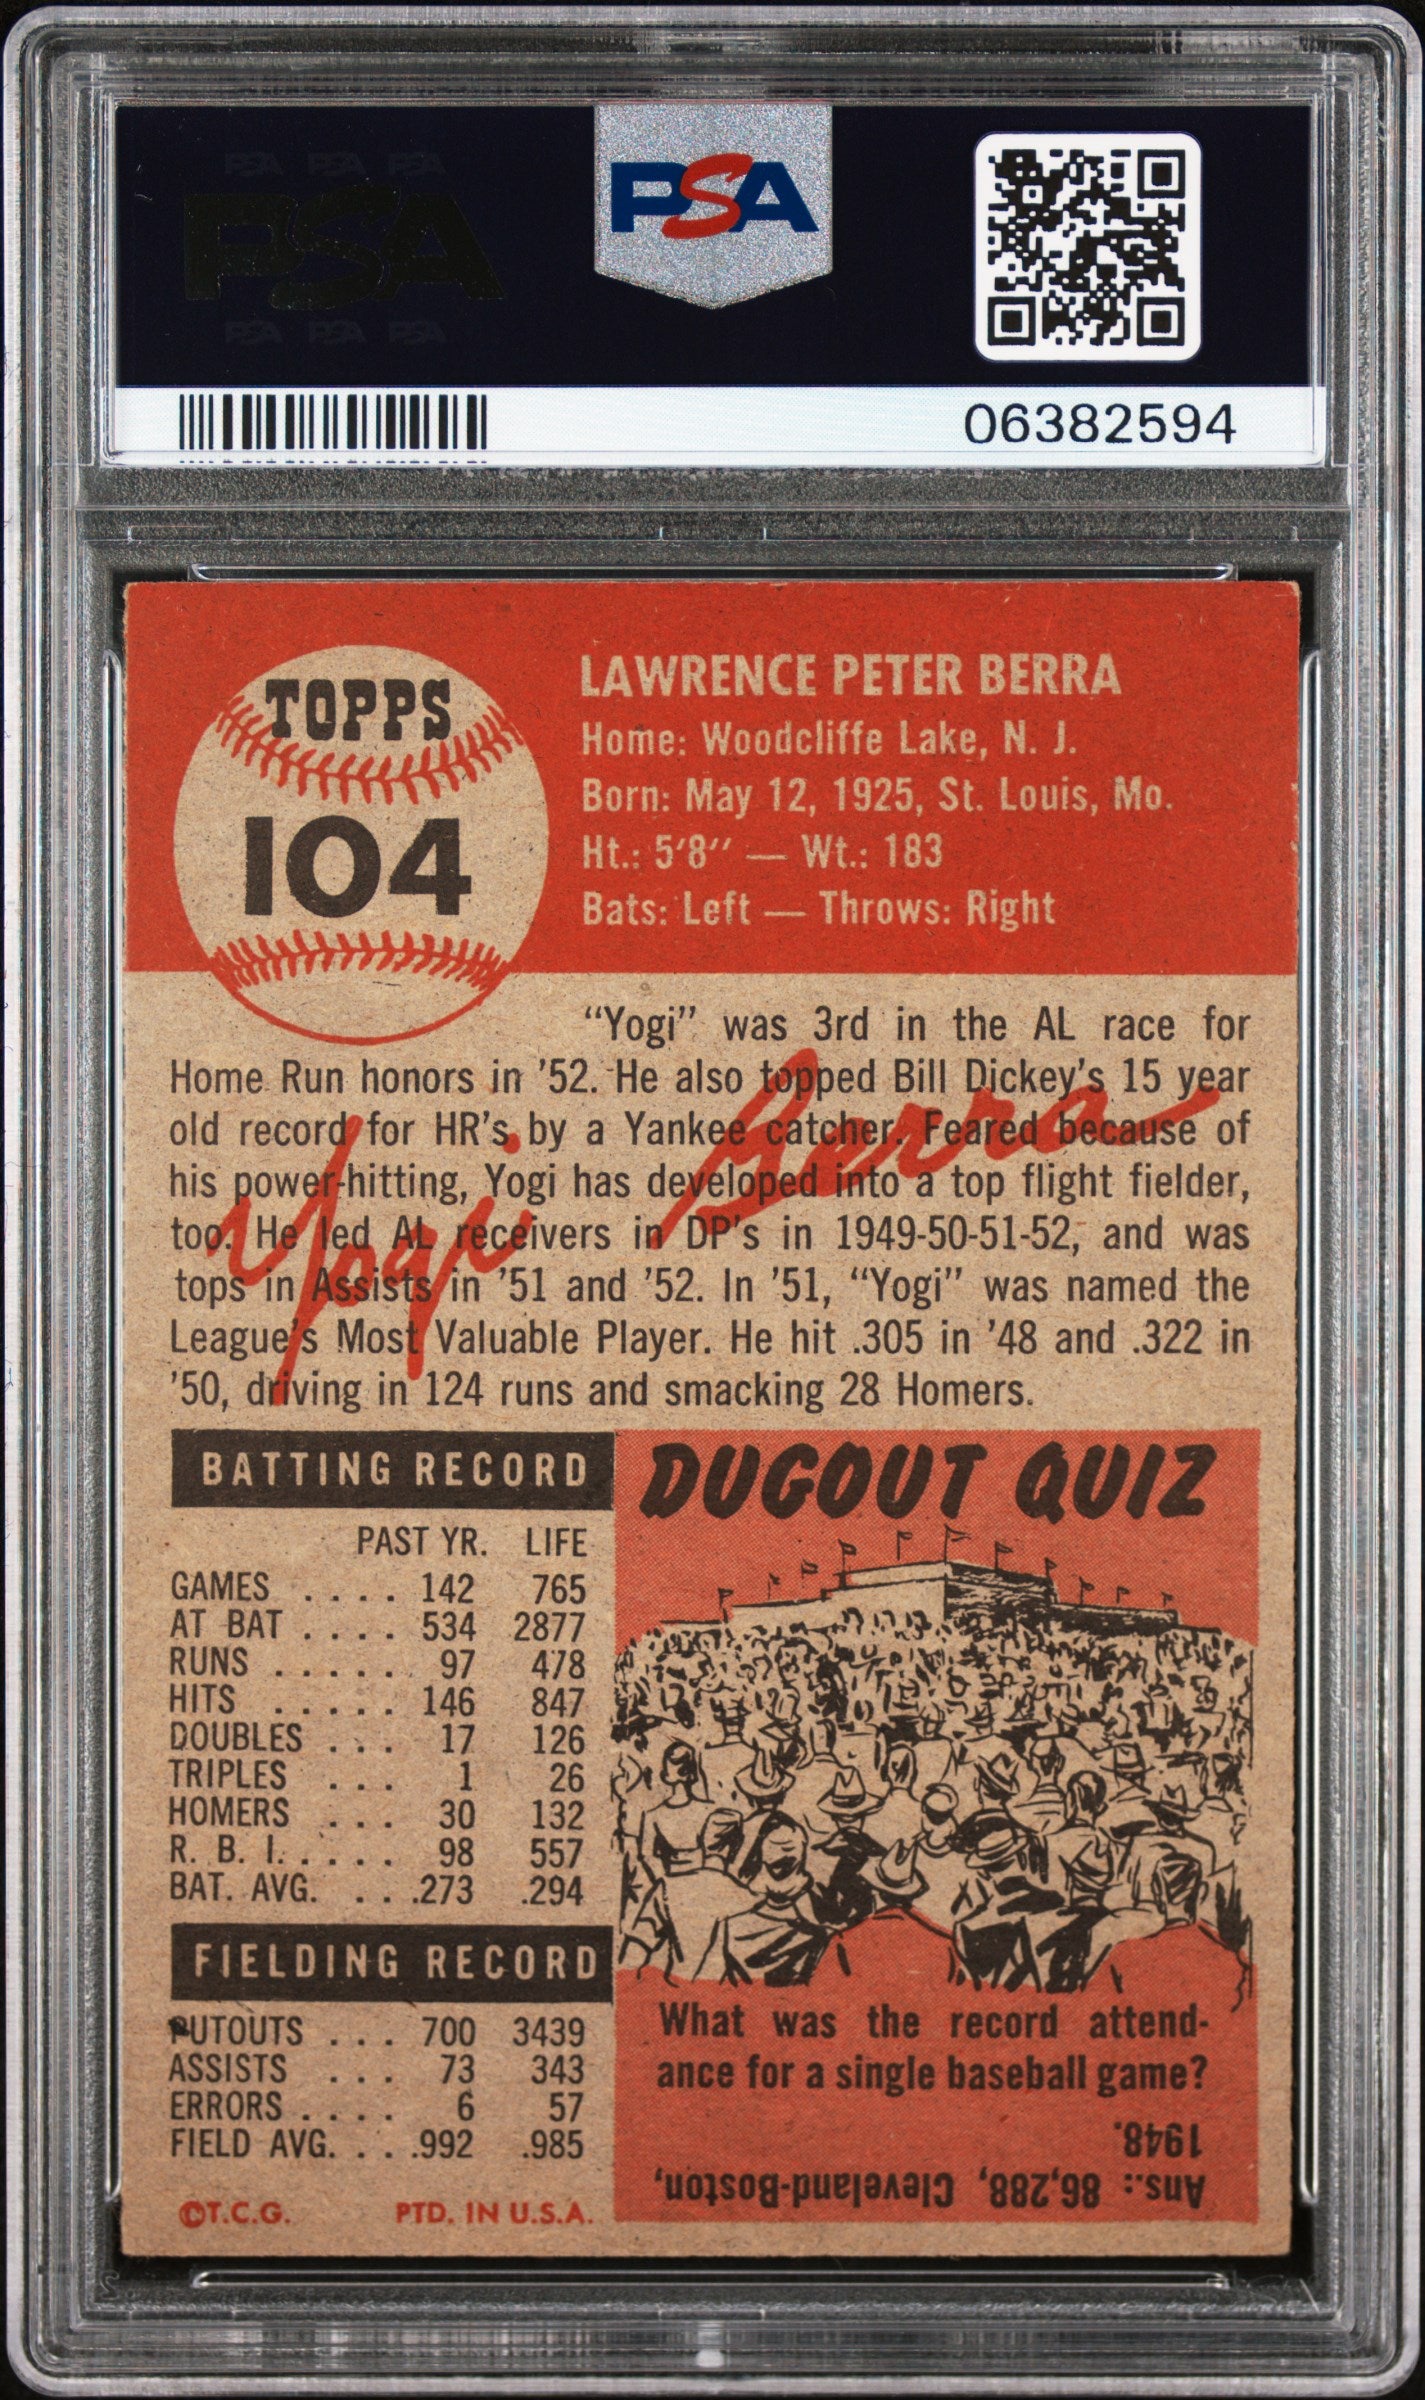 PSA PSA PSA
PSA
PSA PSA PSA
PSA
06382594
TOPPS
104
LAWRENCE PETER BERRA
Home: Woodcliffe Lake, N. J.
Born: May 12, 1925, St. Louis, Mo.
Ht.: 5'8'' — Wt.: 183
Bats: Left — Throws: Right
"Yogi" was 3rd in the AL race for
Home Run honors in '52. He also topped Bill Dickey's 15 year
old record for HR's by a Yankee catcher. Feared because of
his power-hitting, Yogi has developed into a top flight fielder,
too. He led AL receivers in DP's in 1949-50-51-52, and was
tops in Assists in '51 and '52. In '51, "Yogi" was named the
League's Most Valuable Player. He hit .305 in '48 and .322 in
'50, driving in 124 runs and smacking 28 Homers.
Yogi Berra
BATTING RECORD
PAST YR. LIFE
GAMES . . . . 142 765
AT BAT . . . . 534 2877
RUNS . . . . . . 97 478
HITS . . . . . 146 847
DOUBLES . . . 17 126
TRIPLES . . . 1 26
HOMERS . . . 30 132
R. B. I. . . . . 98 557
BAT. AVG. . . .273 .294
FIELDING RECORD
PUTOUTS . . . 700 3439
ASSISTS . . . 73 343
ERRORS . . . . 6 57
FIELD AVG. . . .992 .985
©T.C.G. PTD. IN U.S.A.
DUGOUT QUIZ
What was the record attend-
ance for a single baseball game?
Ans.: 86,288, Cleveland-Boston,
1948.